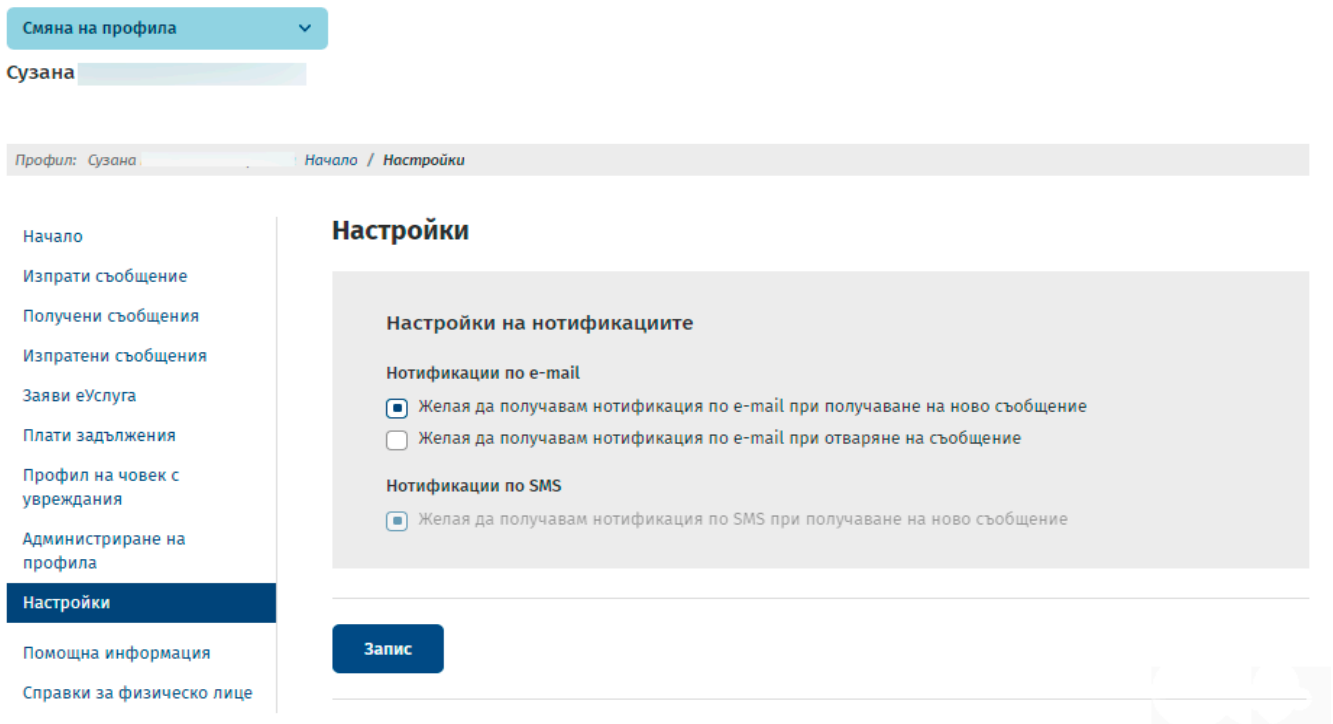 Смяна на профила
Сузана
Профил: Сузана Начало / Настройки
Начало
Изпрати съобщение
Получени съобщения
Изпратени съобщения
Заяви еУслуга
Плати задължения
Профил на човек с
увреждания
Администриране на
профила
Настройки
Помощна информация
Справки за физическо лице
Настройки
Настройки на нотификациите
Нотификации по e-mail
Желая да получавам нотификация по e-mail при получаване на ново съобщение
Желая да получавам нотификация по e-mail при отваряне на съобщение
Нотификации по SMS
Желая да получавам нотификация по SMS при получаване на ново съобщение
Запис